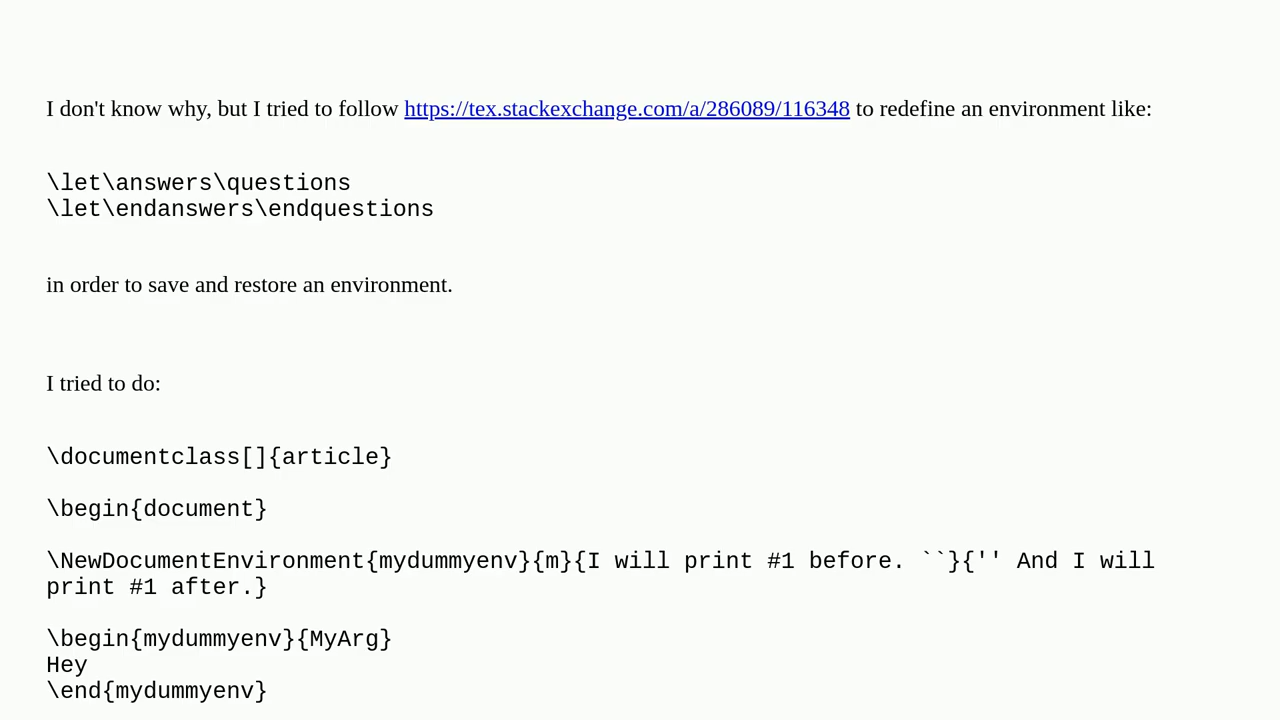 I don't know why, but I tried to follow https://tex.stackexchange.com/a/286089/116348 to redefine an environment like:
\let\answers\questions
\let\endanswers\endquestions
in order to save and restore an environment.
I tried to do:
\documentclass[]{article}
\begin{document}
\NewDocumentEnvironment{mydummyenv}{m}{I will print #1 before. ``}{'' And I will
print #1 after.}
\begin{mydummyenv}{MyArg}
Hey
\end{mydummyenv}